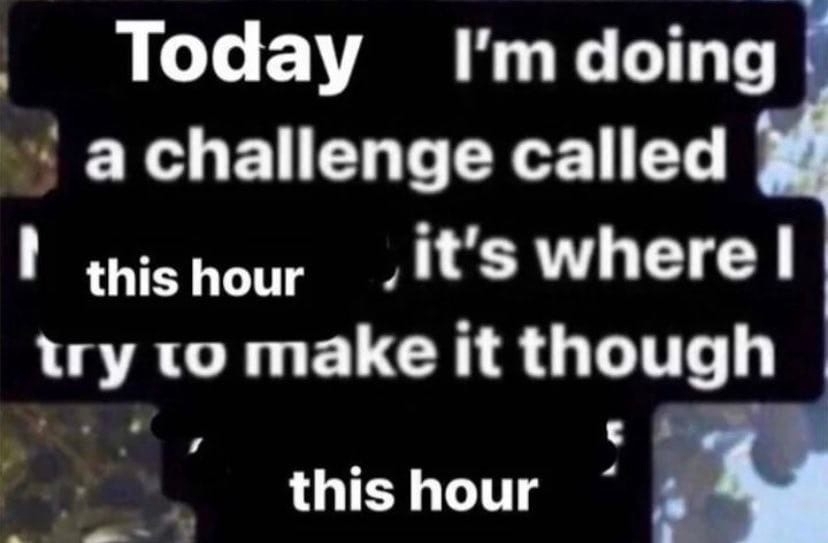 Today I'm doing
a challenge called
this hour, it's where I
try to make it though
this hour